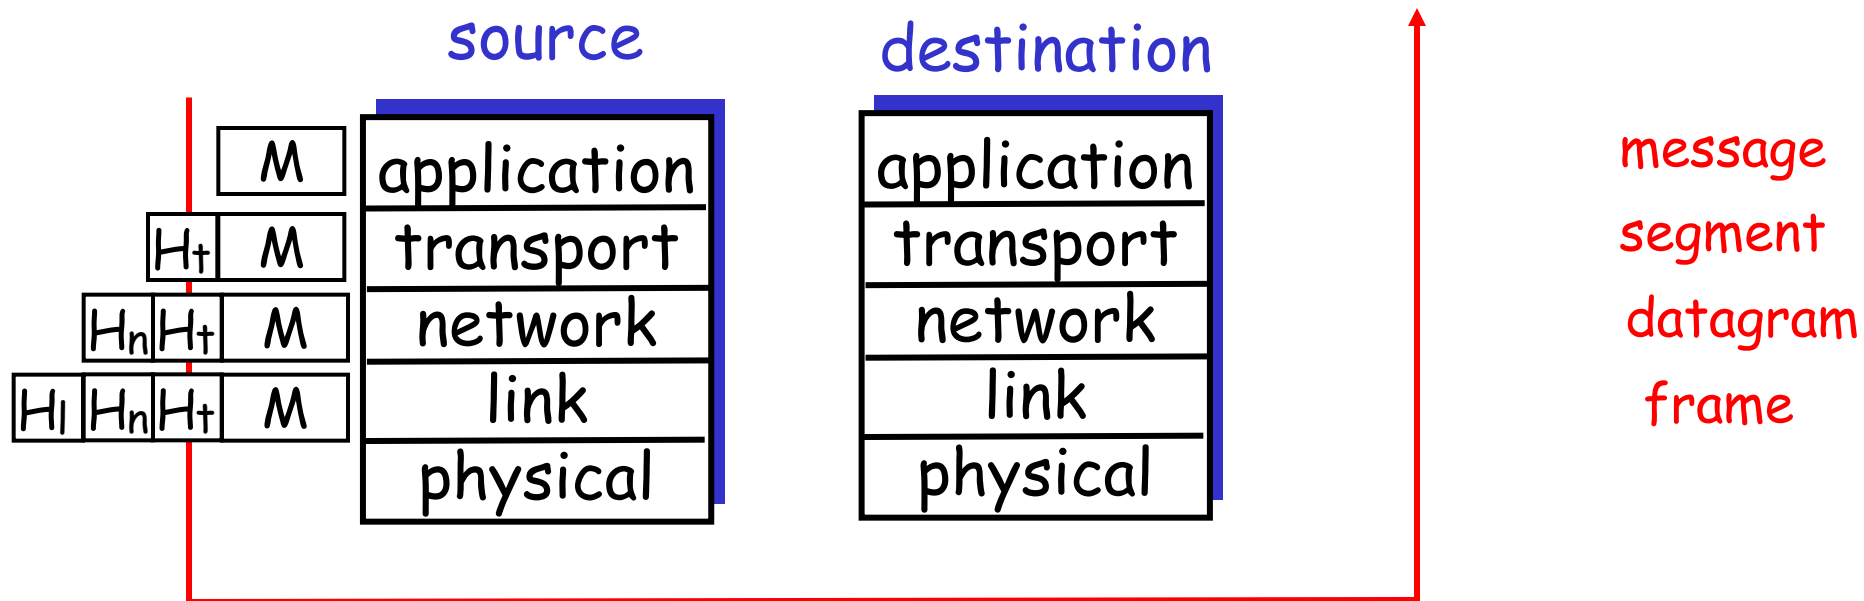 source destination
M application application message
Ht M transport transport segment
Hn Ht M network network datagram
Hl Hn Ht M link link frame
physical physical